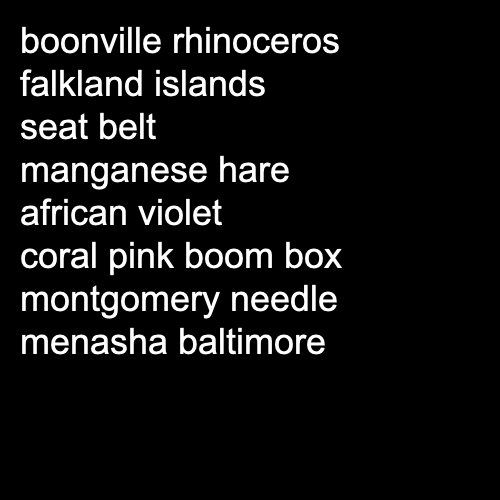 boonville rhinoceros
falkland islands
seat belt
manganese hare
african violet
coral pink boom box
montgomery needle
menasha baltimore